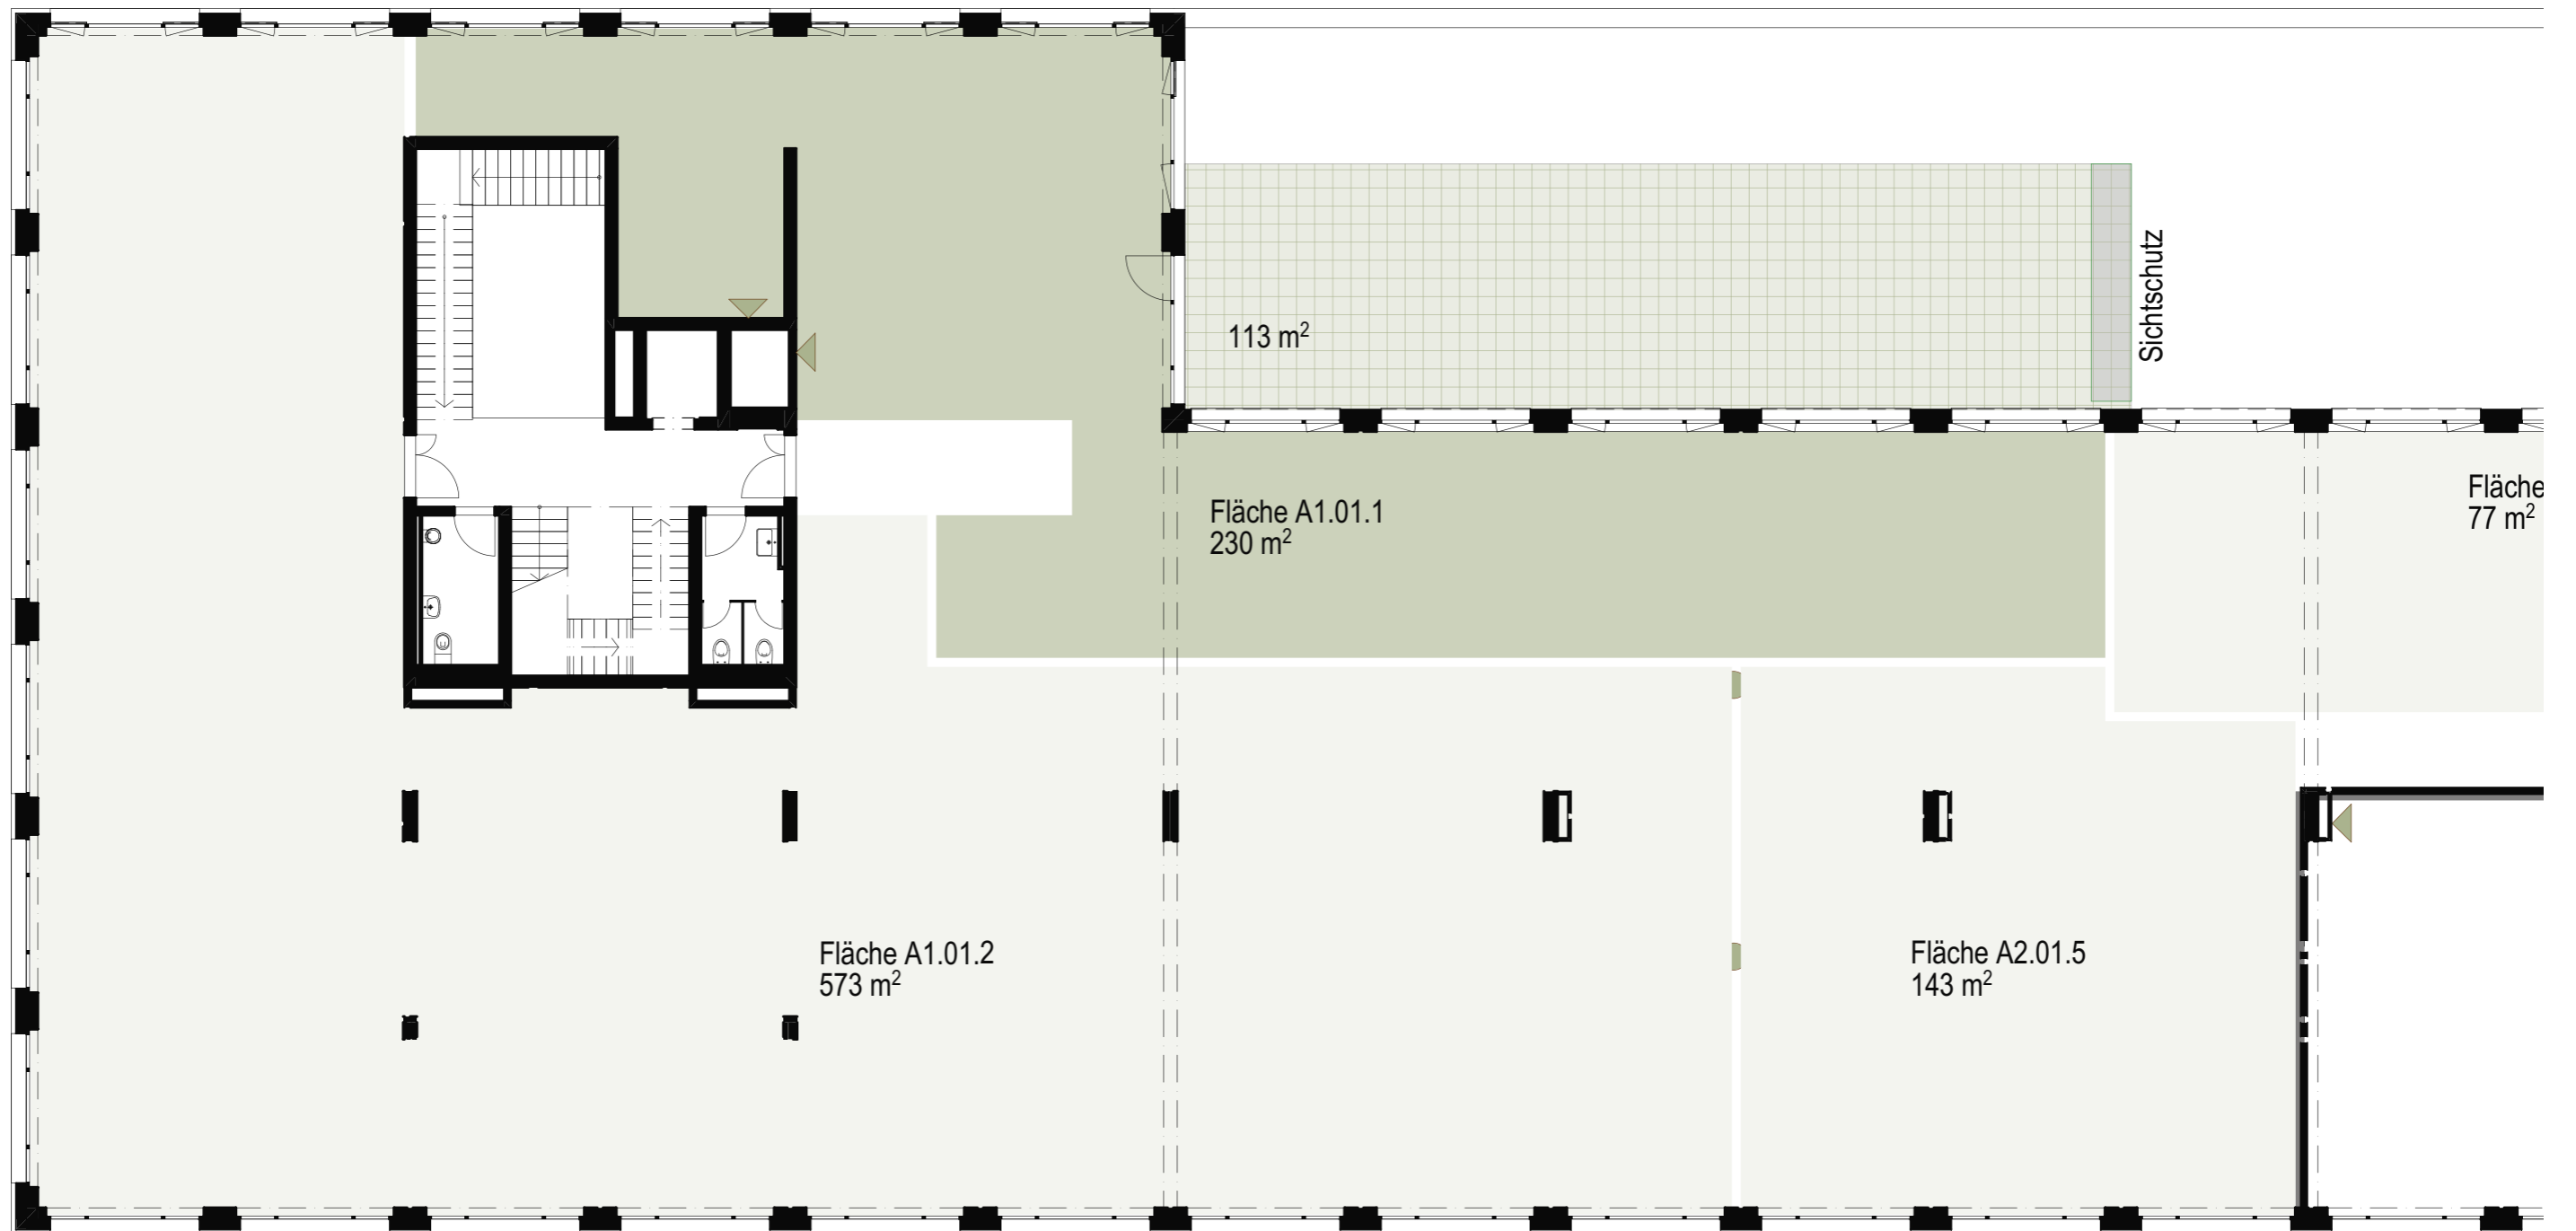 Sichtschutz
113 m²
Fläche
77 m²
Fläche A1.01.1
230 m²
Fläche A1.01.2
573 m²
Fläche A2.01.5
143 m²